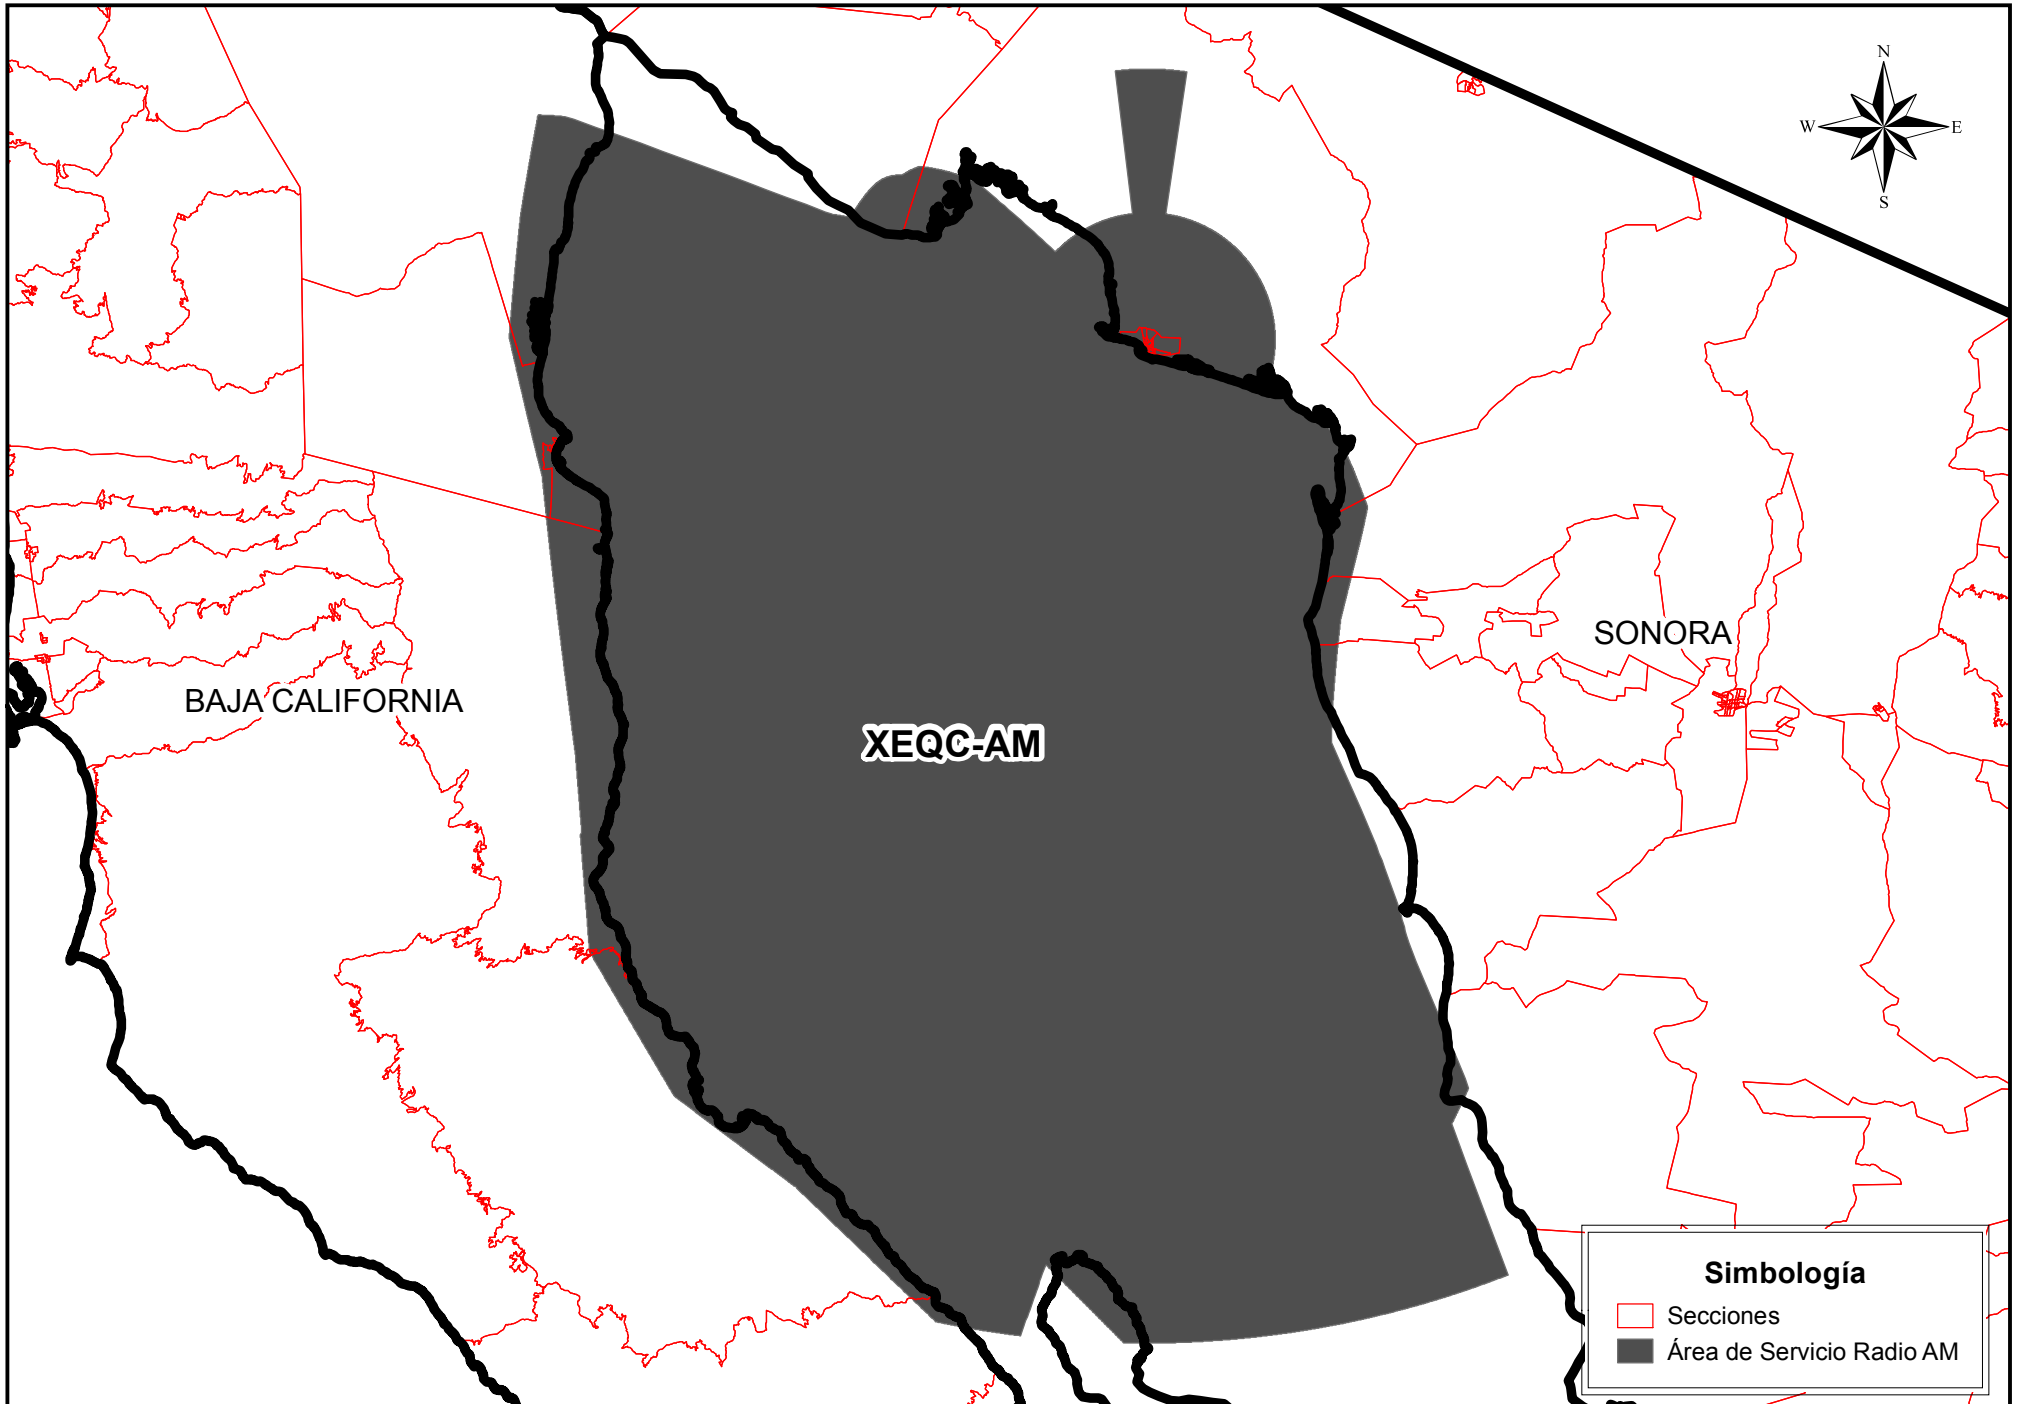 N
W E
S
SONORA
BAJA CALIFORNIA
XEQC-AM
Simbología
Secciones
Área de Servicio Radio AM